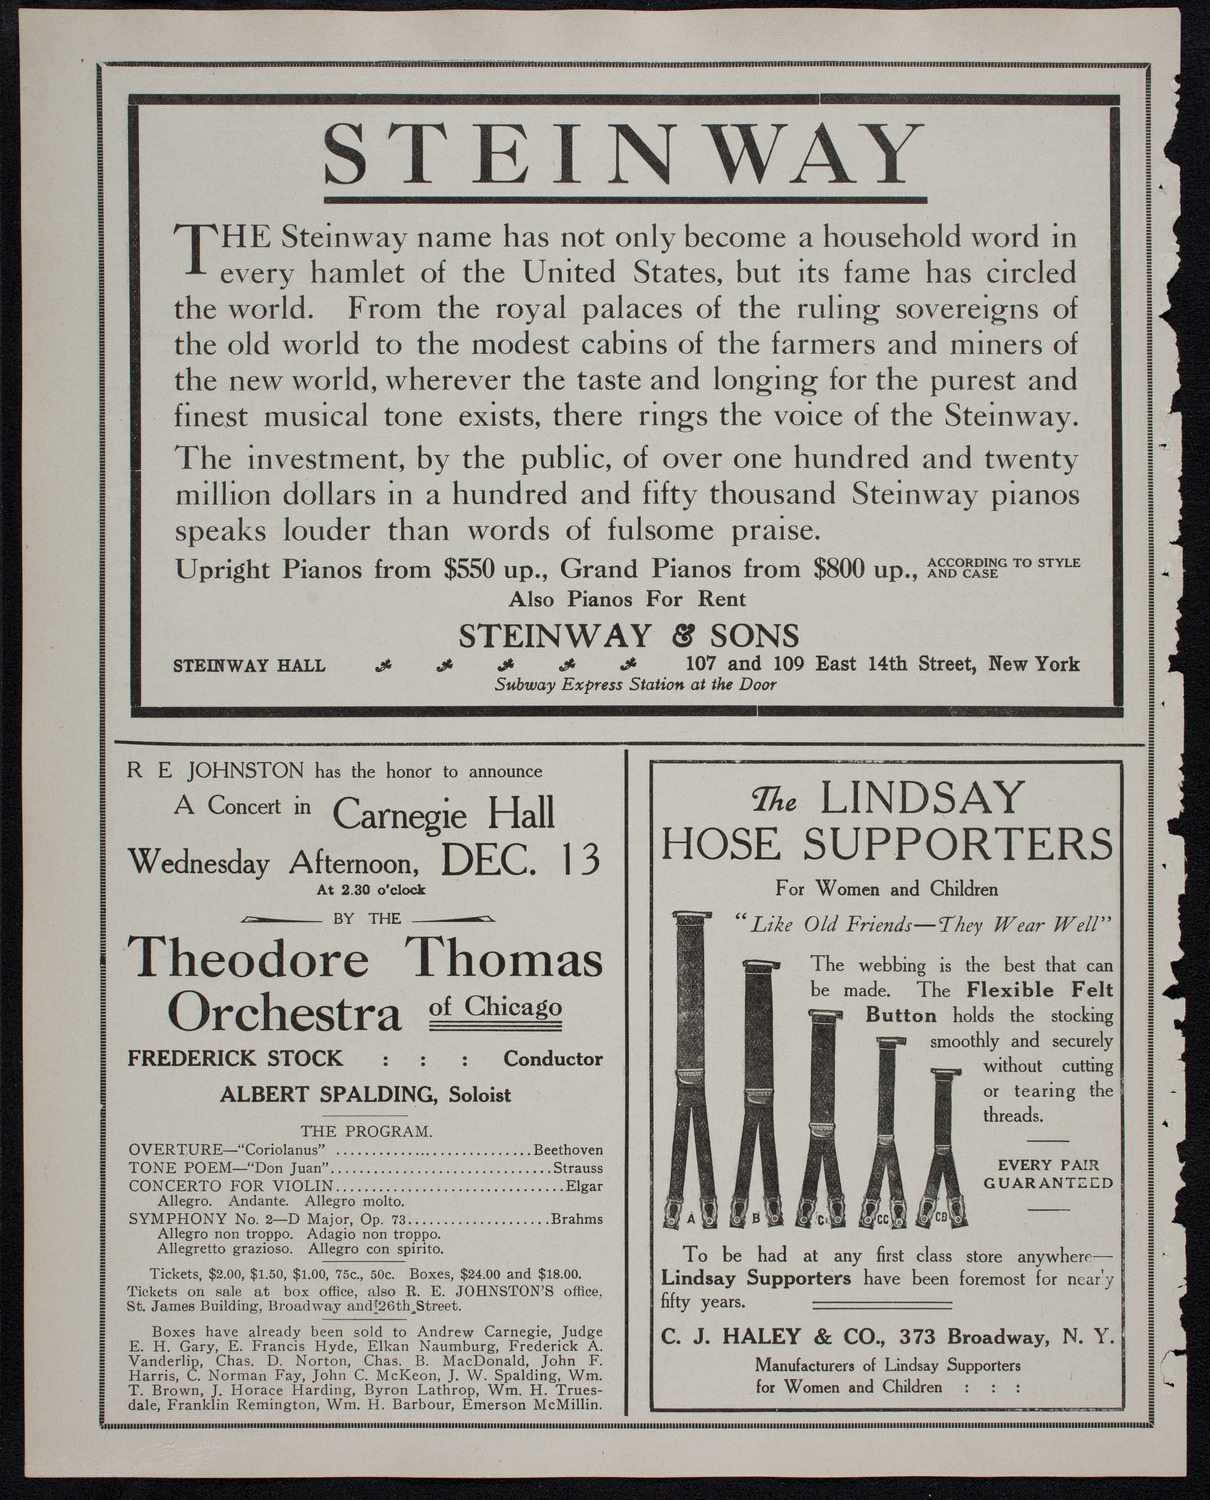 STEINWAY
THE Steinway name has not only become a household word in
every hamlet of the United States, but its fame has circled
the world. From the royal palaces of the ruling sovereigns of
the old world to the modest cabins of the farmers and miners of
the new world, wherever the taste and longing for the purest and
finest musical tone exists, there rings the voice of the Steinway.
The investment, by the public, of over one hundred and twenty
million dollars in a hundred and fifty thousand Steinway pianos
speaks louder than words of fulsome praise.
Upright Pianos from $550 up., Grand Pianos from $800 up., ACCORDING TO STYLE
AND CASE
Also Pianos For Rent
STEINWAY & SONS
STEINWAY HALL 107 and 109 East 14th Street, New York
Subway Express Station at the Door
R E JOHNSTON has the honor to announce
A Concert in Carnegie Hall
Wednesday Afternoon, DEC. 13
At 2.30 o'clock
BY THE
Theodore Thomas
Orchestra of Chicago
FREDERICK STOCK : : : Conductor
ALBERT SPALDING, Soloist
THE PROGRAM.
OVERTURE—"Coriolanus" ..............................Beethoven
TONE POEM—"Don Juan"..............................Strauss
CONCERTO FOR VIOLIN...............................Elgar
Allegro. Andante. Allegro molto.
SYMPHONY No. 2—D Major, Op. 73...................Brahms
Allegro non troppo. Adagio non troppo.
Allegretto grazioso. Allegro con spirito.
Tickets, $2.00, $1.50, $1.00, 75c., 50c. Boxes, $24.00 and $18.00.
Tickets on sale at box office, also R. E. JOHNSTON'S office,
St. James Building, Broadway and 26th Street.
Boxes have already been sold to Andrew Carnegie, Judge
E. H. Gary, E. Francis Hyde, Elkan Naumburg, Frederick A.
Vanderlip, Chas. D. Norton, Chas. B. MacDonald, John F.
Harris, C. Norman Fay, John C. McKeon, J. W. Spalding, Wm.
T. Brown, J. Horace Harding, Byron Lathrop, Wm. H. Trues-
dale, Franklin Remington, Wm. H. Barbour, Emerson McMillin.
The LINDSAY
HOSE SUPPORTERS
For Women and Children
"Like Old Friends—They Wear Well"
The webbing is the best that can
be made. The Flexible Felt
Button holds the stocking
smoothly and securely
without cutting
or tearing the
threads.
EVERY PAIR
GUARANTEED
A B C CC CB
To be had at any first class store anywhere—
Lindsay Supporters have been foremost for near'y
fifty years.
C. J. HALEY & CO., 373 Broadway, N. Y.
Manufacturers of Lindsay Supporters
for Women and Children : : :